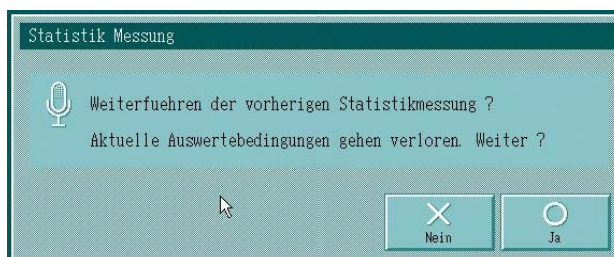 Statistik Messung
Weiterfuehren der vorherigen Statistikmessung ?
Aktuelle Auswertebedingungen gehen verloren. Weiter ?
Nein
Ja